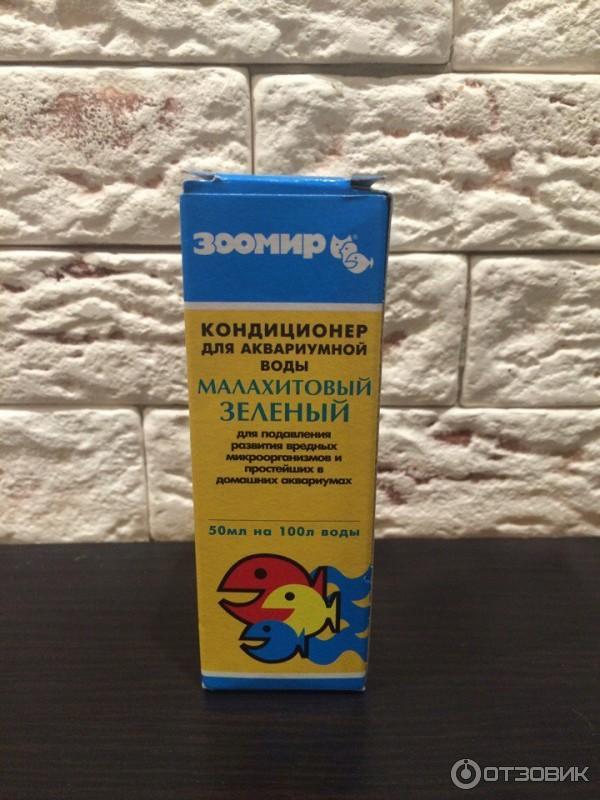 ЗООМИР
КОНДИЦИОНЕР
ДЛЯ АКВАРИУМНОЙ
ВОДЫ
МАЛАХИТОВЫЙ
ЗЕЛЕНЫЙ
для подавления
развития вредных
микроорганизмов и
простейших в
домашних аквариумах
50мл на 100л воды
ОТЗОВИК